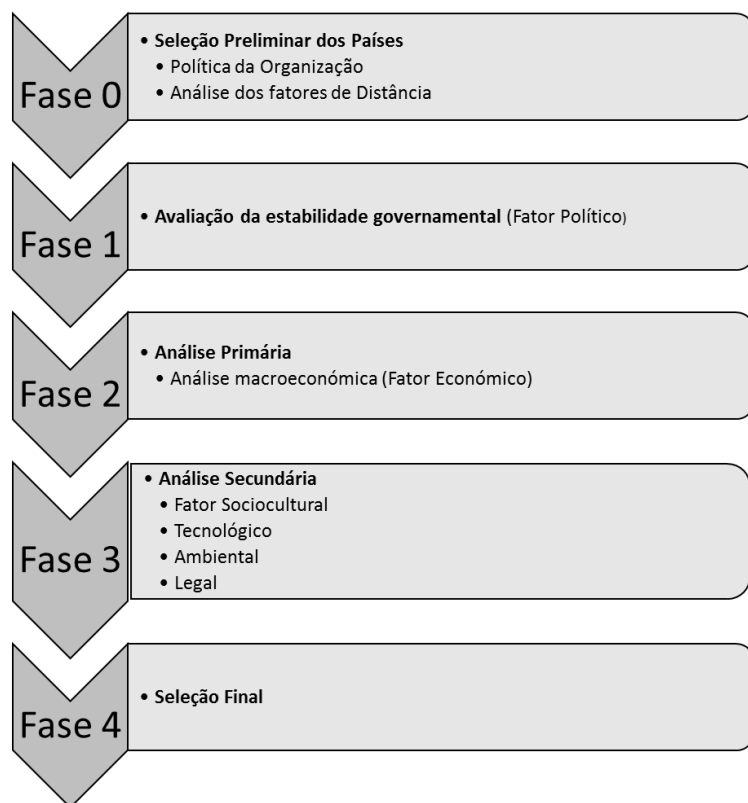 Fase 0
• Seleção Preliminar dos Países
• Política da Organização
• Análise dos fatores de Distância
Fase 1
• Avaliação da estabilidade governamental (Fator Político)
Fase 2
• Análise Primária
• Análise macroeconómica (Fator Económico)
Fase 3
• Análise Secundária
• Fator Sociocultural
• Tecnológico
• Ambiental
• Legal
Fase 4
• Seleção Final